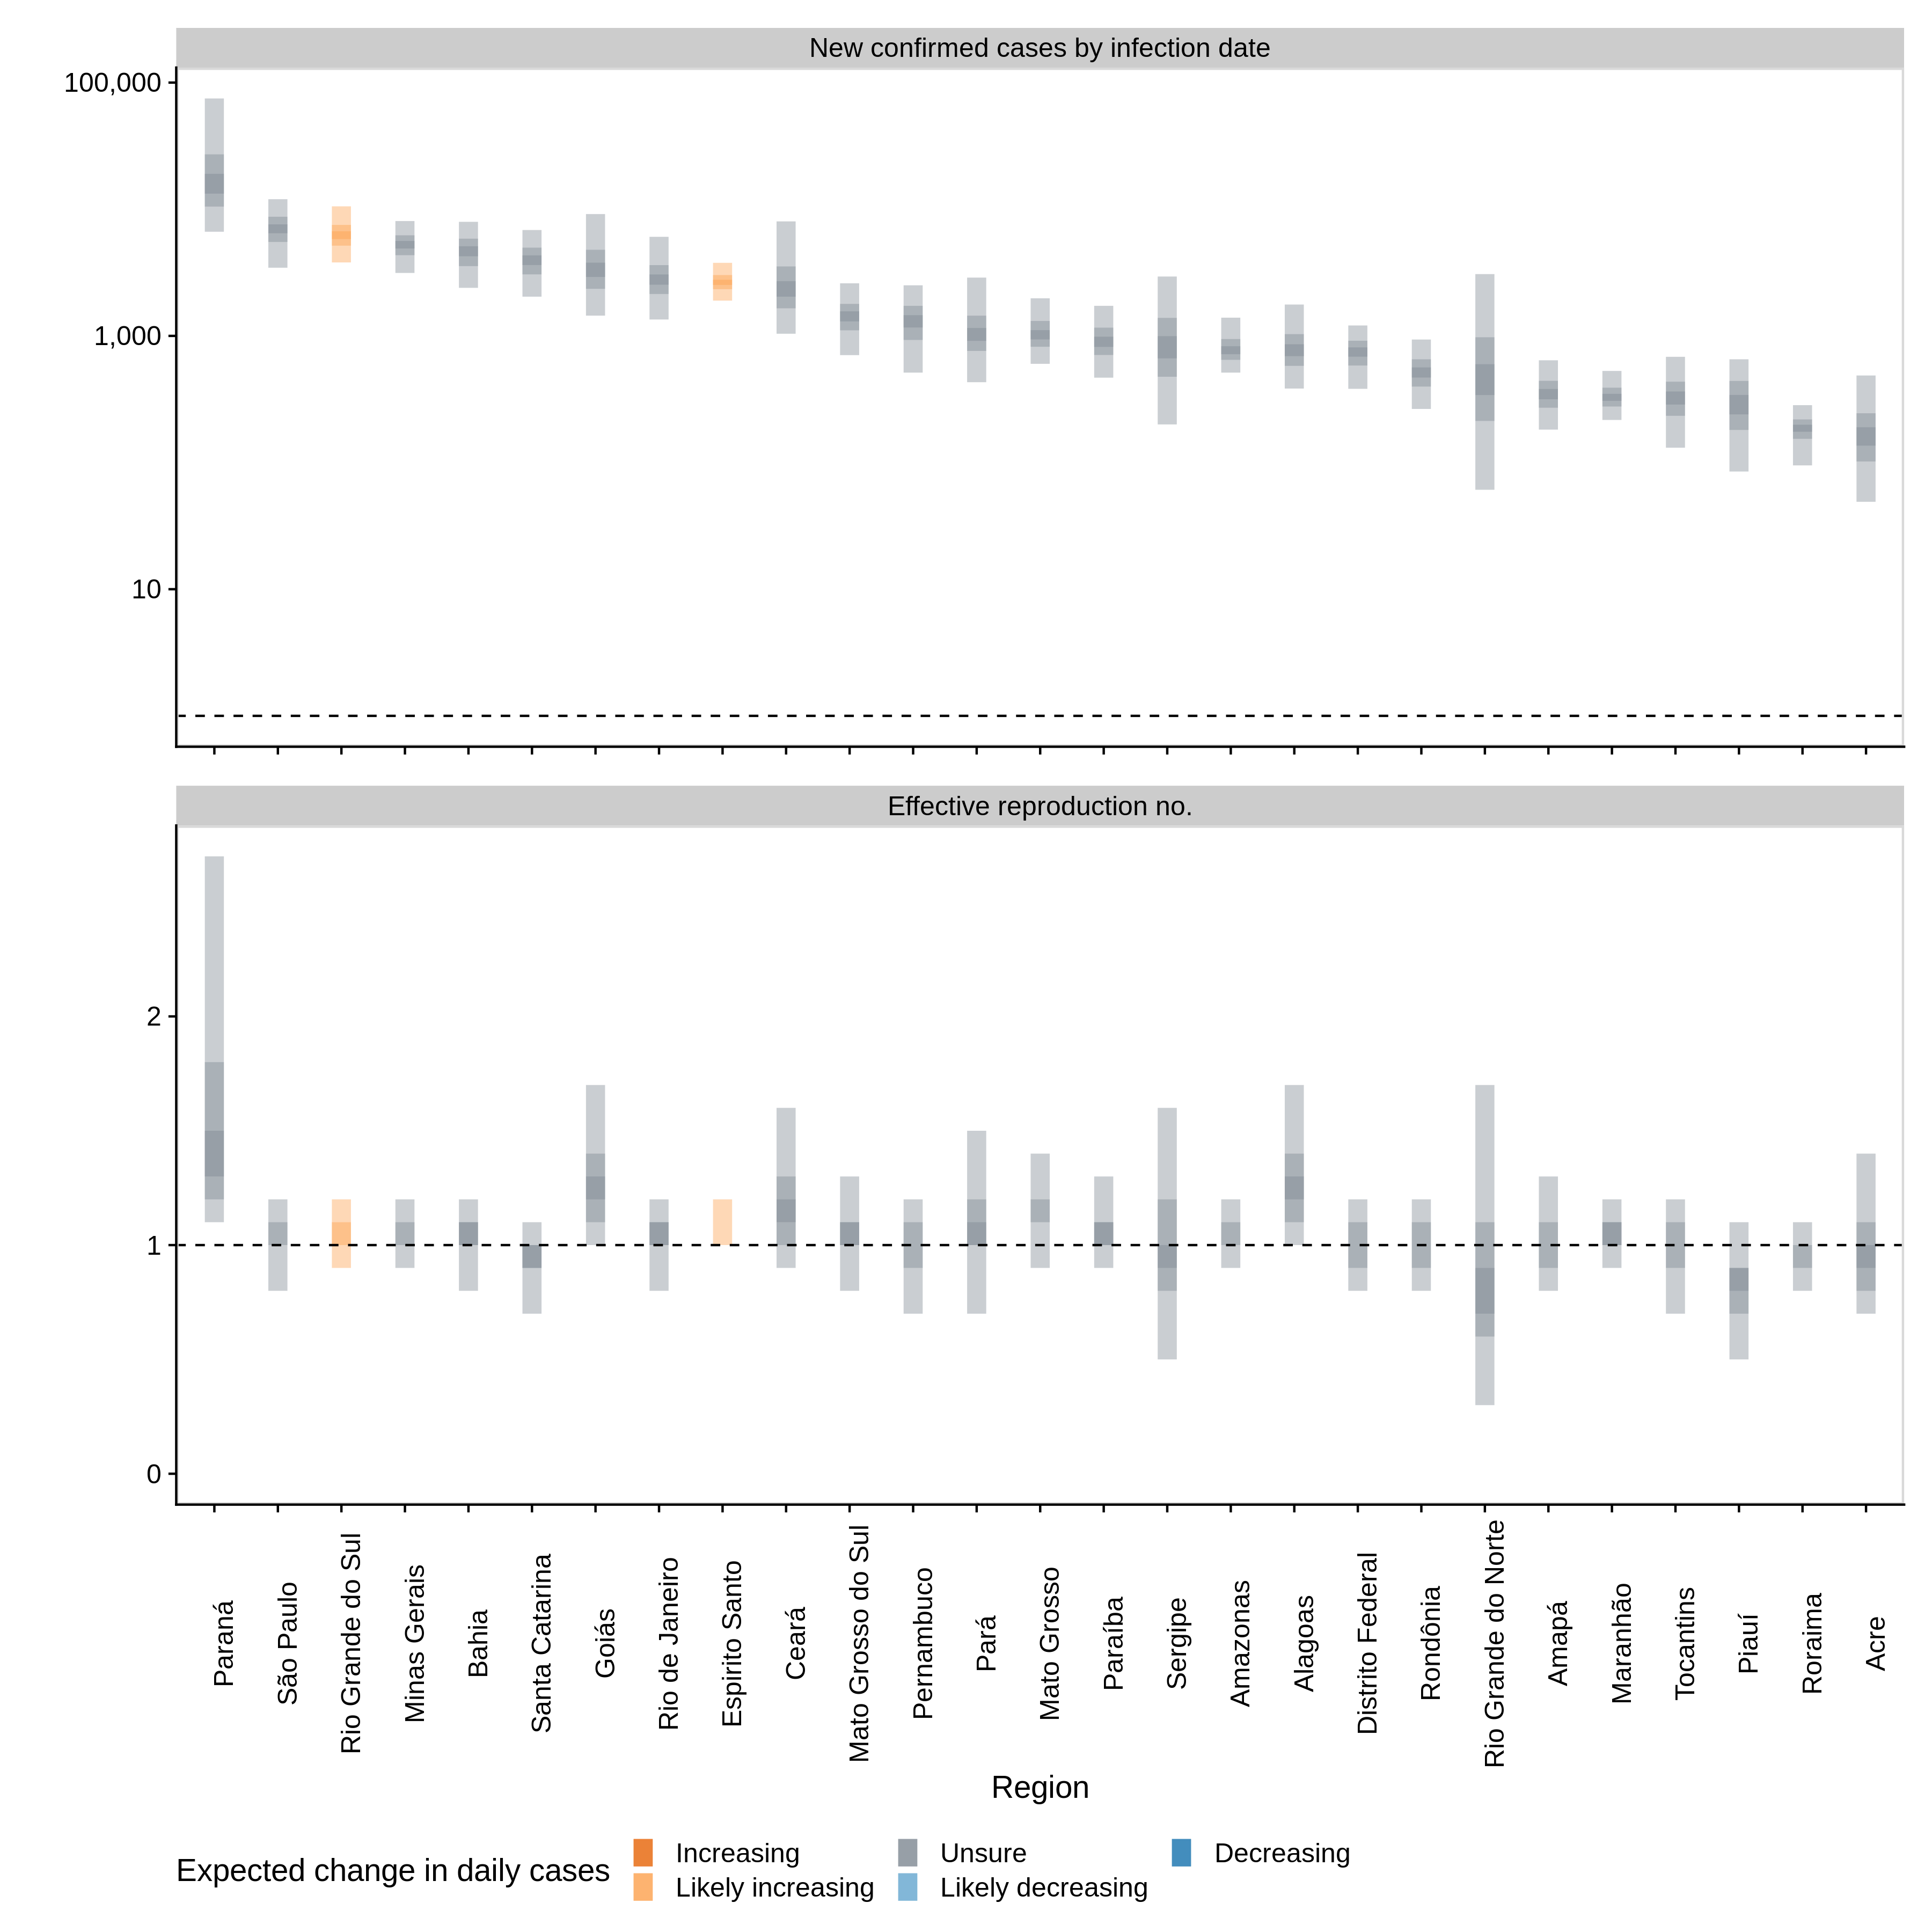 New confirmed cases by infection date
100,000
1,000
10
Effective reproduction no.
2
1
0
Paraná
São Paulo
Rio Grande do Sul
Minas Gerais
Bahia
Santa Catarina
Goiás
Rio de Janeiro
Espirito Santo
Ceará
Mato Grosso do Sul
Pernambuco
Pará
Mato Grosso
Paraíba
Sergipe
Amazonas
Alagoas
Distrito Federal
Rondônia
Rio Grande do Norte
Amapá
Maranhão
Tocantins
Piauí
Roraima
Acre
Region
Expected change in daily cases
Increasing
Unsure
Decreasing
Likely increasing
Likely decreasing